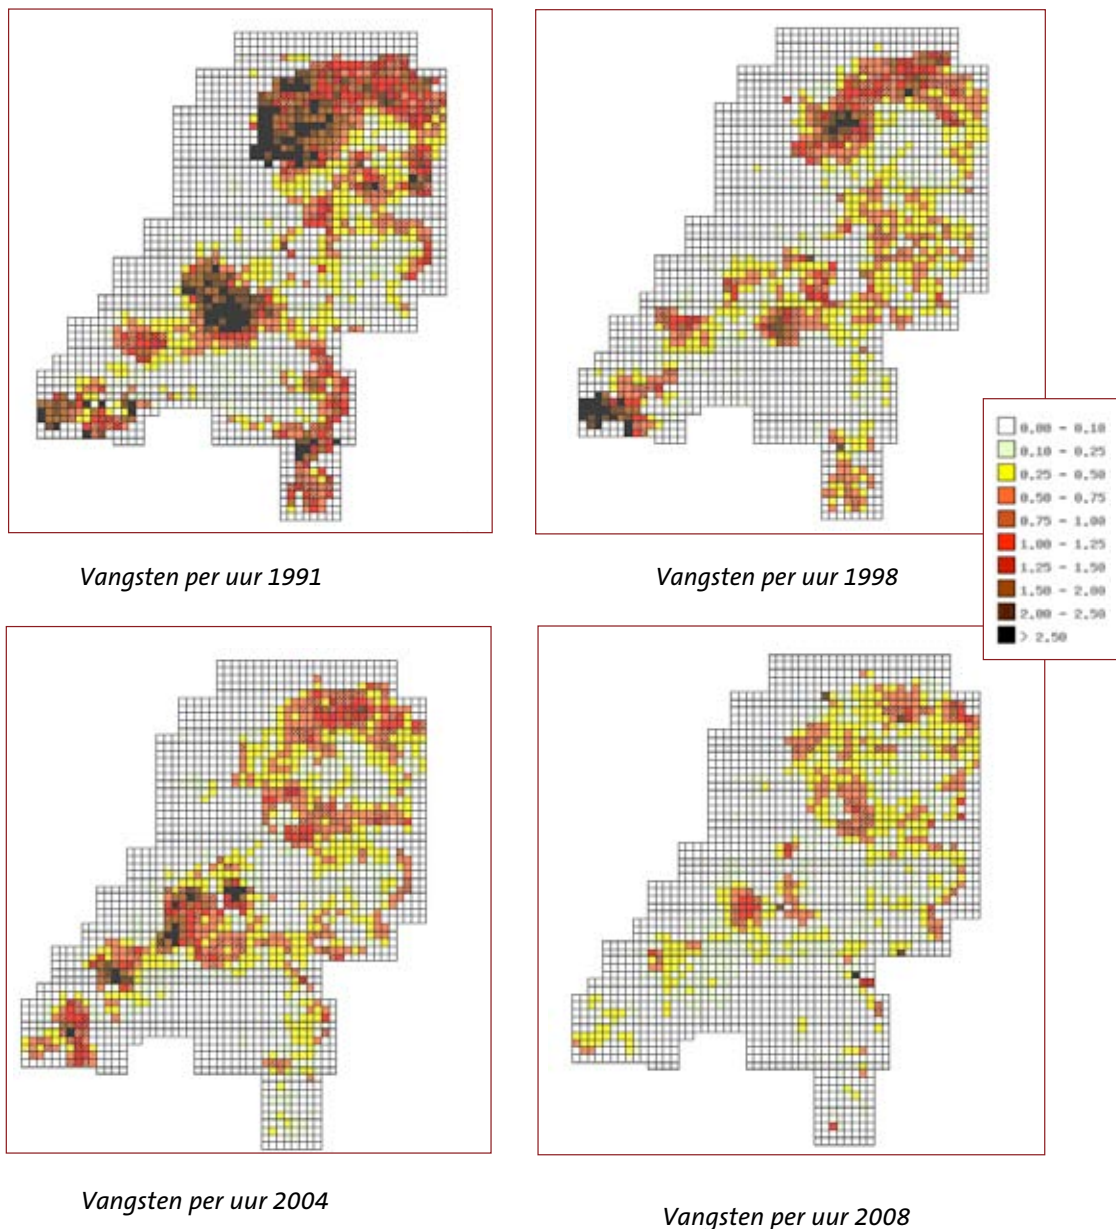 Vangsten per uur 1991
Vangsten per uur 1998
0.00 - 0.10
0.10 - 0.25
0.25 - 0.50
0.50 - 0.75
0.75 - 1.00
1.00 - 1.25
1.25 - 1.50
1.50 - 2.00
2.00 - 2.50
> 2.50
Vangsten per uur 2004
Vangsten per uur 2008